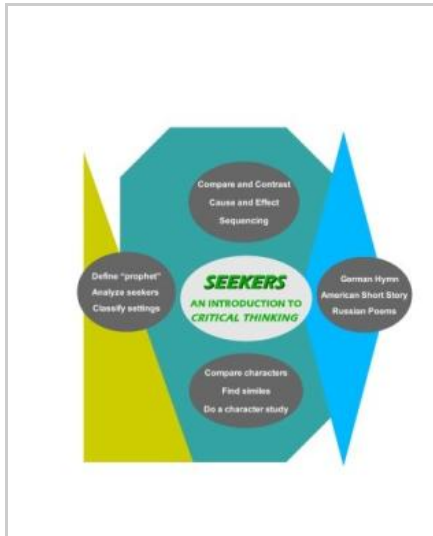 Compare and Contrast
Cause and Effect
Sequencing
Define "prophet"
Analyze seekers
Classify settings
SEEKERS
AN INTRODUCTION TO
CRITICAL THINKING
German Hymn
American Short Story
Russian Poems
Compare characters
Find similes
Do a character study